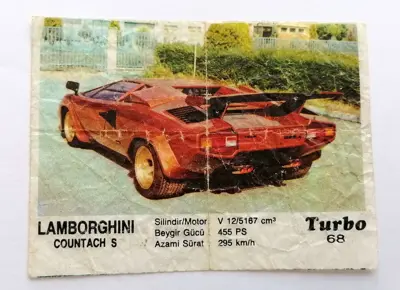 LAMBORGHINI
COUNTACH S
Silindir/Motor : V 12/5167 cm³
Beygir Gücü : 455 PS
Azami Sürat : 295 km/h
Turbo
68